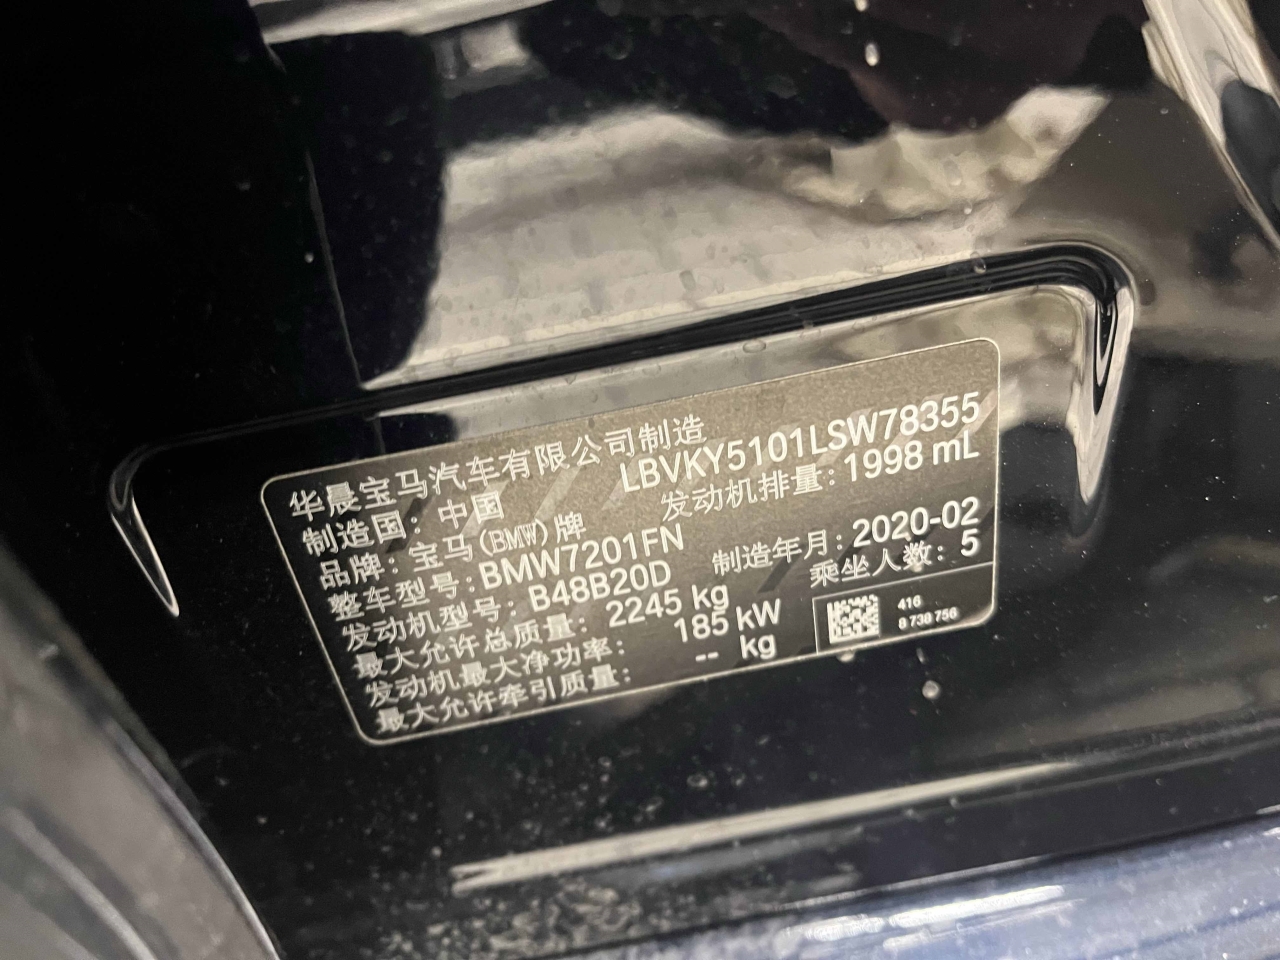 华晨宝马汽车有限公司制造
制造国：中国 LBVKY5101LSW78355
品牌：宝马(BMW)牌 发动机排量：1998 mL
整车型号：BMW7201FN
发动机型号：B48B20D 制造年月：2020-02
最大允许总质量：2245 kg 乘坐人数：5
发动机最大净功率：185 kW
最大允许牵引质量：-- kg
416
8 738 756